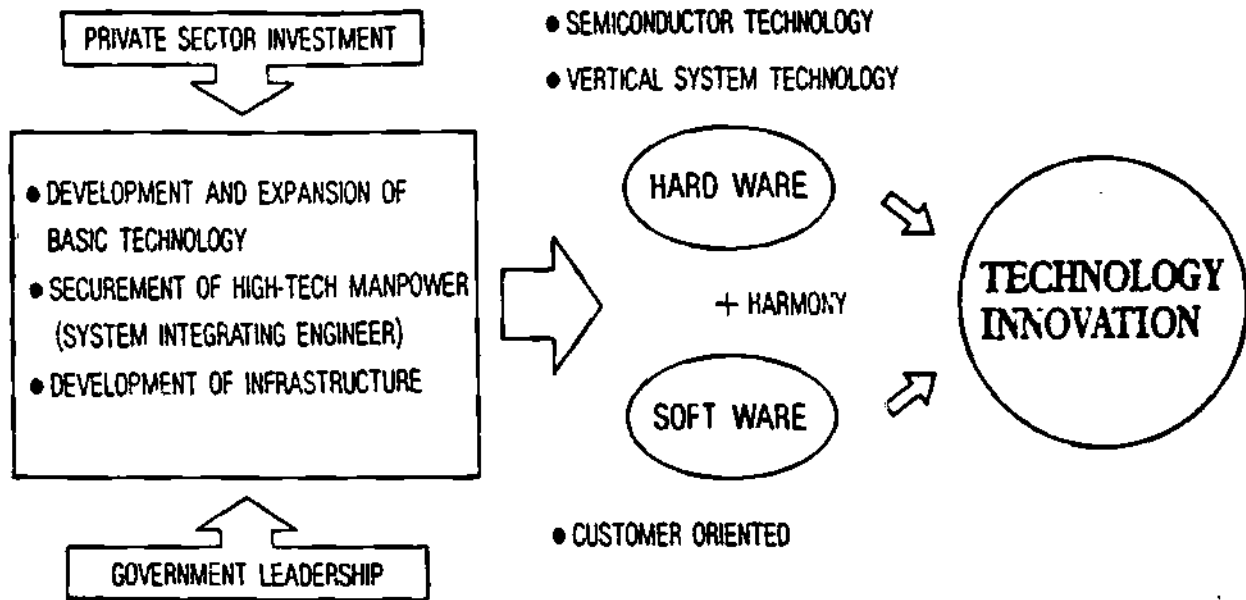 PRIVATE SECTOR INVESTMENT
● DEVELOPMENT AND EXPANSION OF
BASIC TECHNOLOGY
● SECUREMENT OF HIGH-TECH MANPOWER
(SYSTEM INTEGRATING ENGINEER)
● DEVELOPMENT OF INFRASTRUCTURE
GOVERNMENT LEADERSHIP
● SEMICONDUCTOR TECHNOLOGY
● VERTICAL SYSTEM TECHNOLOGY
HARD WARE
+ HARMONY
SOFT WARE
● CUSTOMER ORIENTED
TECHNOLOGY
INNOVATION